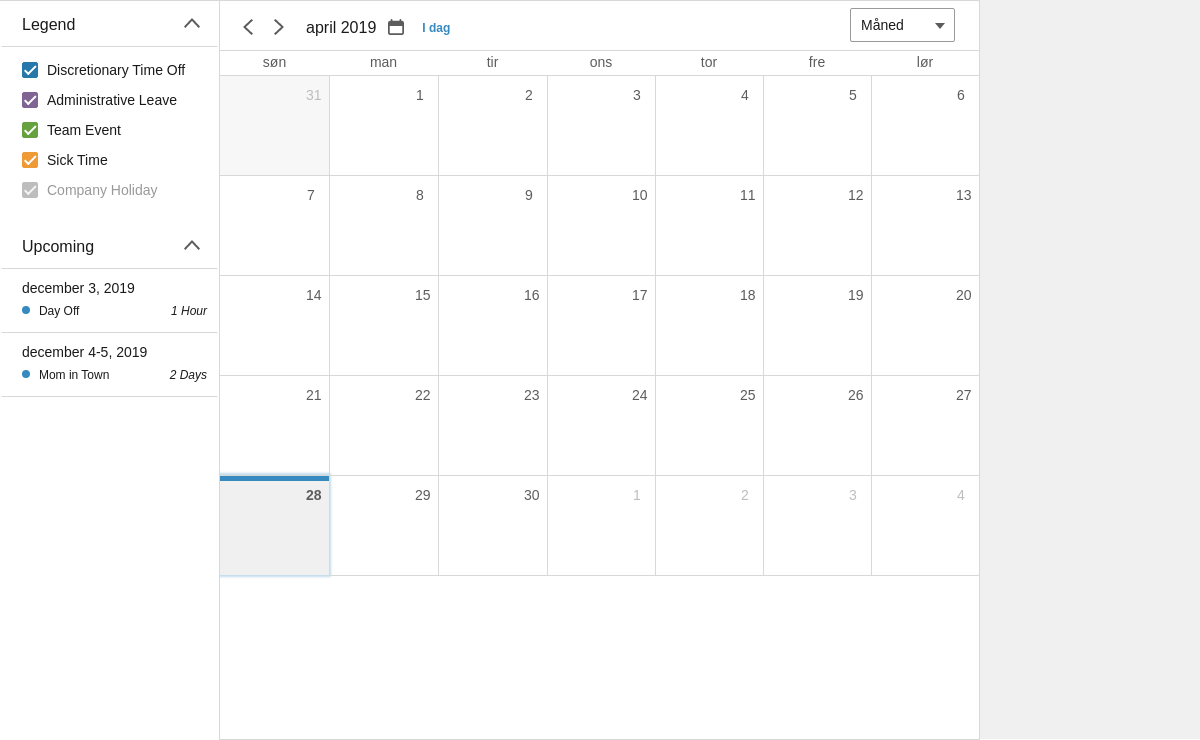 Legend
Discretionary Time Off
Administrative Leave
Team Event
Sick Time
Company Holiday
Upcoming
december 3, 2019
Day Off 1 Hour
december 4-5, 2019
Mom in Town 2 Days
april 2019 I dag Måned
søn man tir ons tor fre lør
31 1 2 3 4 5 6
7 8 9 10 11 12 13
14 15 16 17 18 19 20
21 22 23 24 25 26 27
28 29 30 1 2 3 4